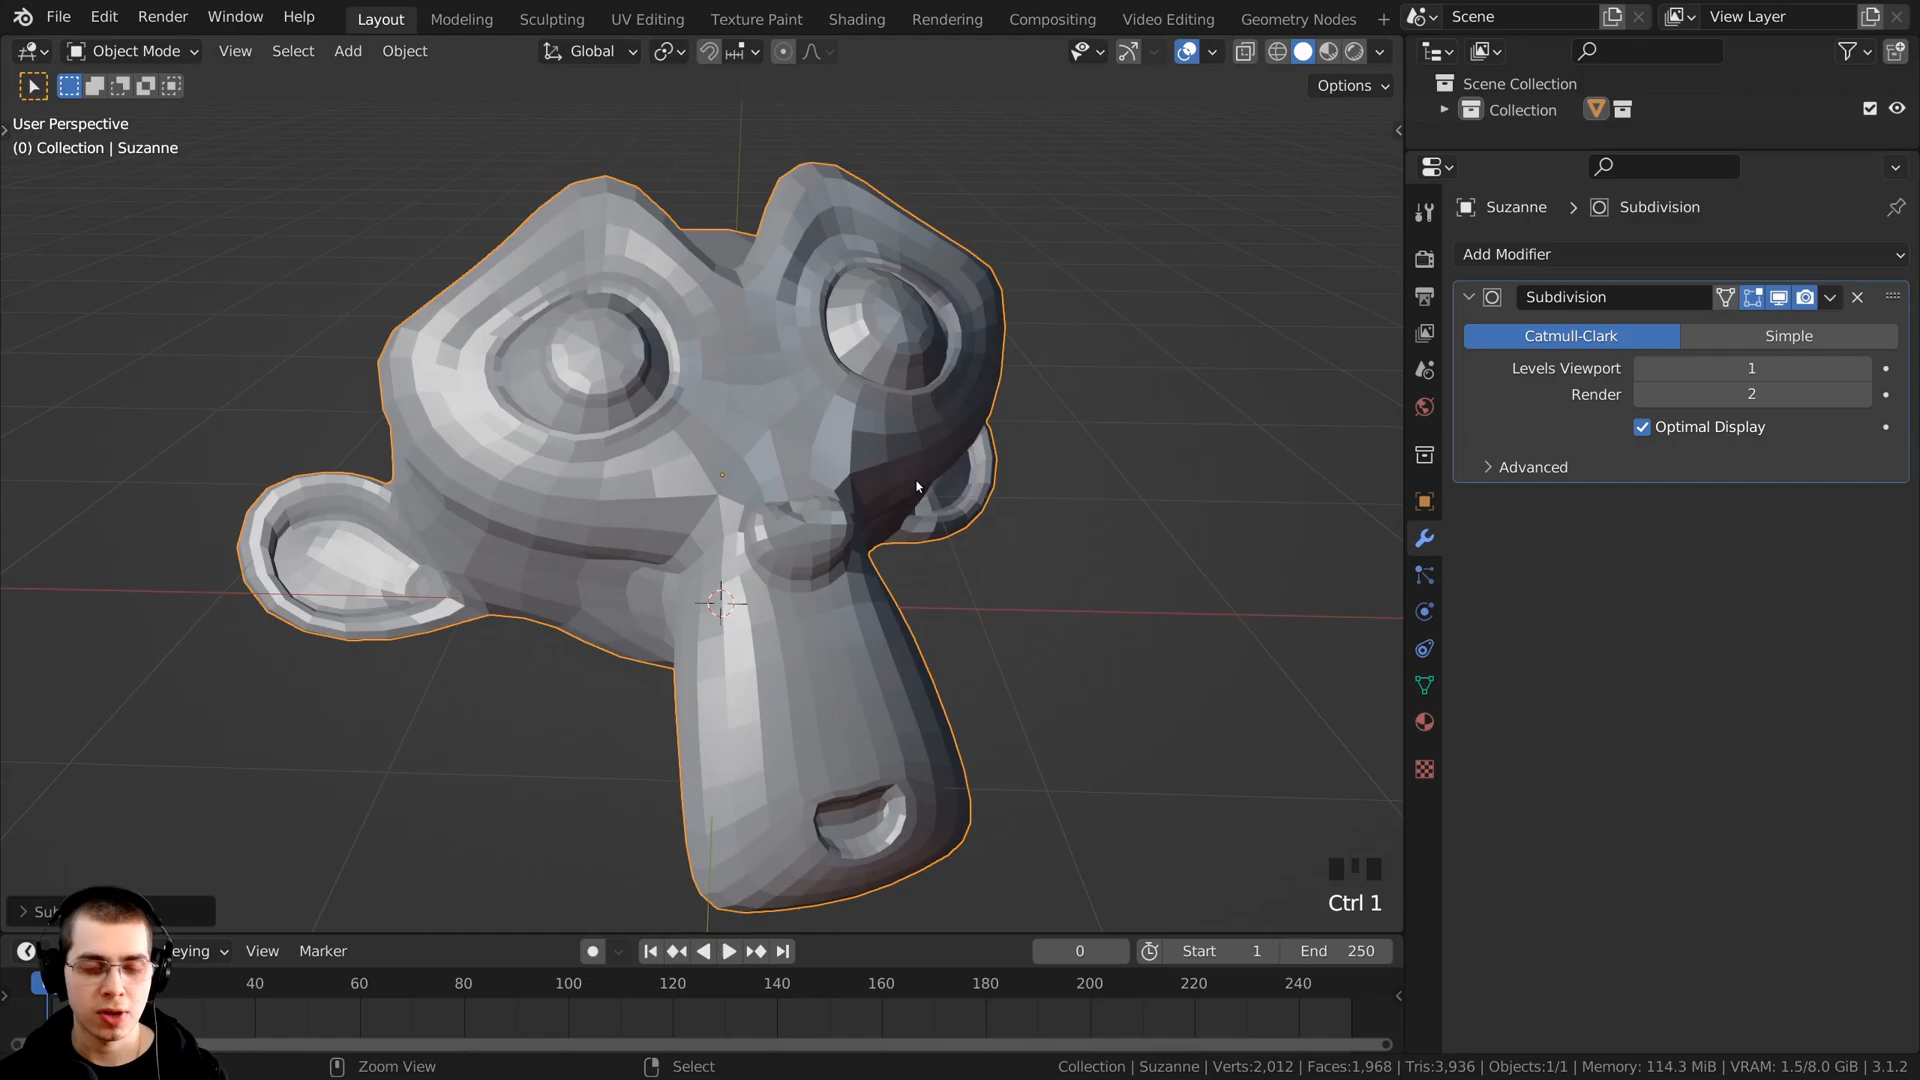 File Edit Render Window Help Layout Modeling Sculpting UV Editing Texture Paint Shading Rendering Compositing Video Editing Geometry Nodes + Scene View Layer
Object Mode View Select Add Object Global
Options
User Perspective
(0) Collection | Suzanne
Scene Collection
Collection
Suzanne > Subdivision
Add Modifier
Subdivision
Catmull-Clark Simple
Levels Viewport 1
Render 2
Optimal Display
Advanced
Ctrl 1
View Marker 0 Start 1 End 250
40 60 80 100 120 140 160 180 200 220 240
Zoom View Select Collection | Suzanne | Verts:2,012 | Faces:1,968 | Tris:3,936 | Objects:1/1 | Memory: 114.3 MiB | VRAM: 1.5/8.0 GiB | 3.1.2